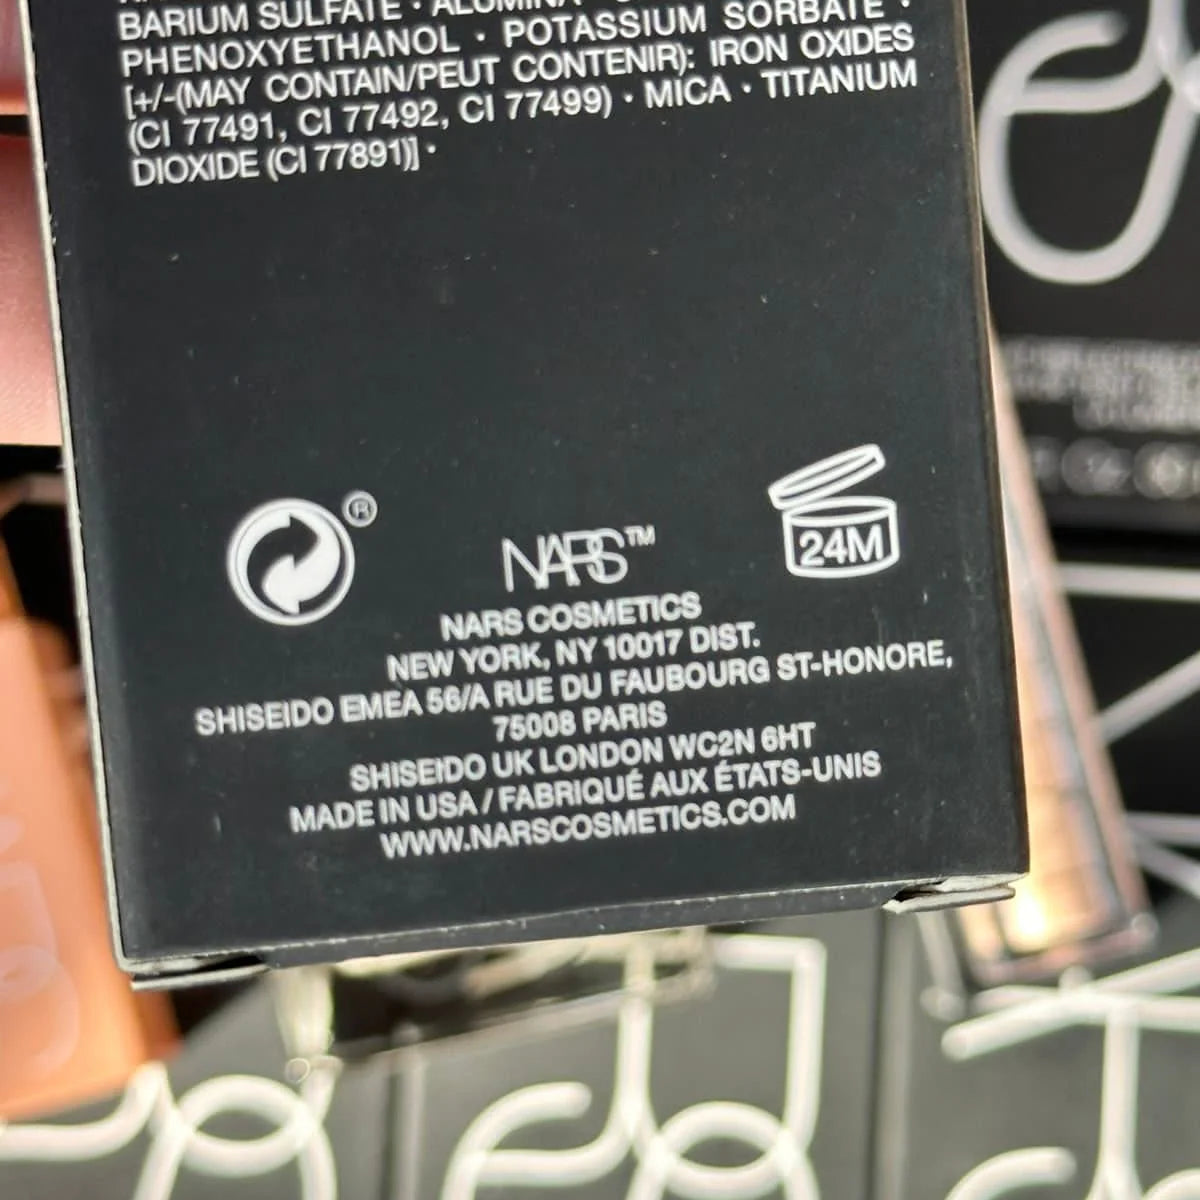 BARIUM SULFATE · ALUMINA ·
PHENOXYETHANOL · POTASSIUM SORBATE ·
[+/-(MAY CONTAIN/PEUT CONTENIR): IRON OXIDES
(CI 77491, CI 77492, CI 77499) · MICA · TITANIUM
DIOXIDE (CI 77891)] ·
®
24M
NARS™
NARS COSMETICS
NEW YORK, NY 10017 DIST.
SHISEIDO EMEA 56/A RUE DU FAUBOURG ST-HONORE,
75008 PARIS
SHISEIDO UK LONDON WC2N 6HT
MADE IN USA / FABRIQUÉ AUX ÉTATS-UNIS
WWW.NARSCOSMETICS.COM